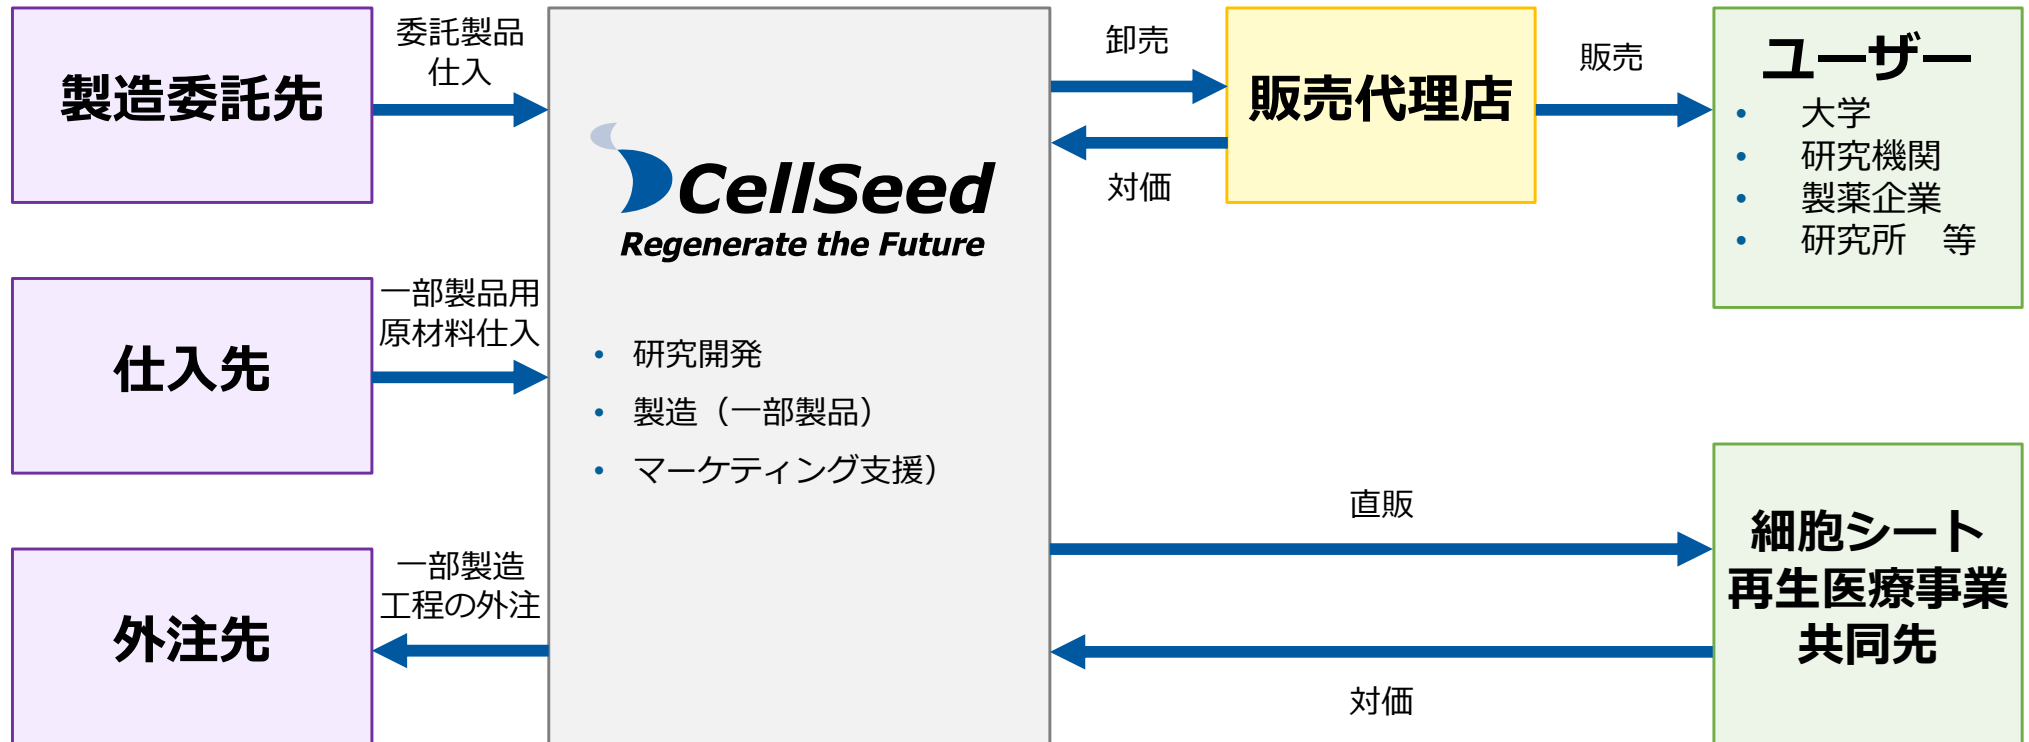 製造委託先
委託製品
仕入
仕入先
一部製品用
原材料仕入
外注先
一部製造
工程の外注
CellSeed
Regenerate the Future
• 研究開発
• 製造（一部製品）
• マーケティング支援）
卸売
対価
販売代理店
販売
ユーザー
• 大学
• 研究機関
• 製薬企業
• 研究所　等
直販
対価
細胞シート
再生医療事業
共同先